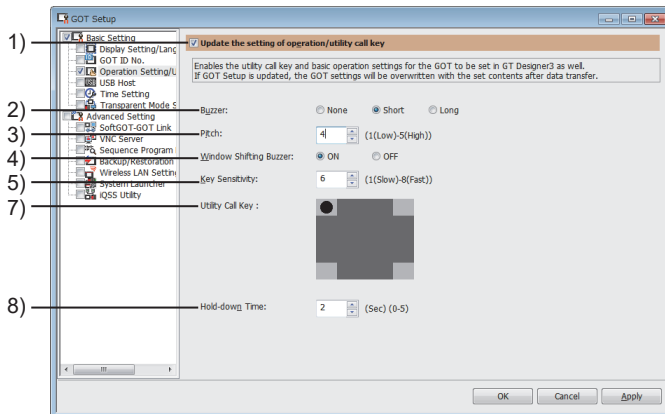 GOT Setup
1)
Basic Setting
Display Setting/Lang
GOT ID No.
Operation Setting/U
USB Host
Time Setting
Transparent Mode S
Advanced Setting
SoftGOT-GOT Link
VNC Server
Sequence Program
Backup/Restoration
Wireless LAN Settin
System Launcher
iQSS Utility
Update the setting of operation/utility call key
Enables the utility call key and basic operation settings for the GOT to be set in GT Designer3 as well.
If GOT Setup is updated, the GOT settings will be overwritten with the set contents after data transfer.
2)
Buzzer:
None
Short
Long
3)
Pitch:
4
(1(Low)-5(High))
4)
Window Shifting Buzzer:
ON
OFF
5)
Key Sensitivity:
6
(1(Slow)-8(Fast))
7)
Utility Call Key :
8)
Hold-down Time:
2
(Sec) (0-5)
OK
Cancel
Apply